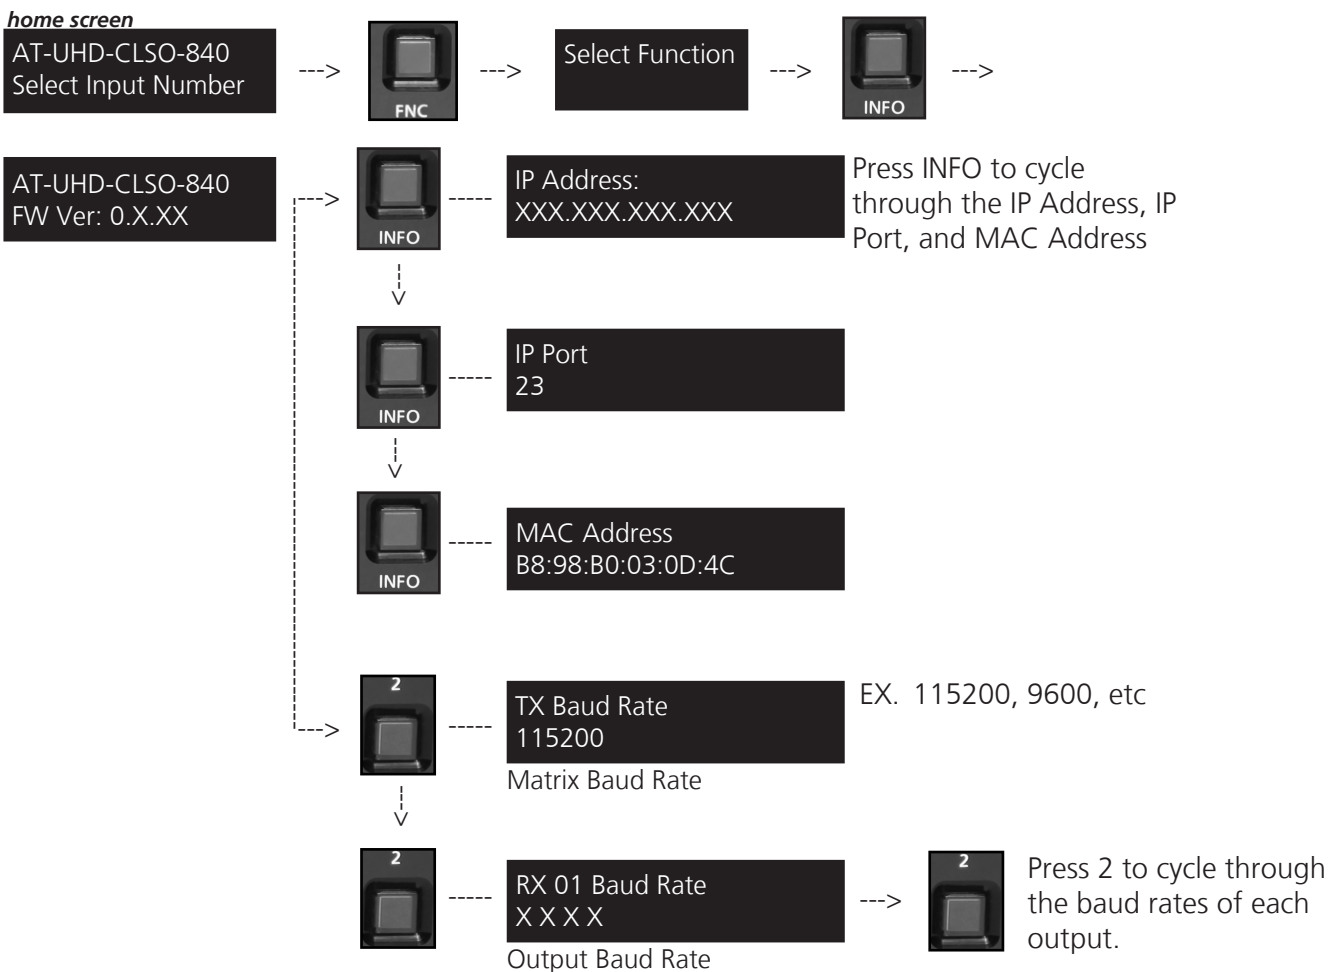 home screen
AT-UHD-CLSO-840
Select Input Number
--->
FNC
--->
Select Function
--->
INFO
--->
AT-UHD-CLSO-840
FW Ver: 0.X.XX
INFO
IP Address:
XXX.XXX.XXX.XXX
Press INFO to cycle
through the IP Address, IP
Port, and MAC Address
INFO
IP Port
23
INFO
MAC Address
B8:98:B0:03:0D:4C
2
TX Baud Rate
115200
Matrix Baud Rate
EX. 115200, 9600, etc
2
RX 01 Baud Rate
X X X X
Output Baud Rate
--->
2
Press 2 to cycle through
the baud rates of each
output.